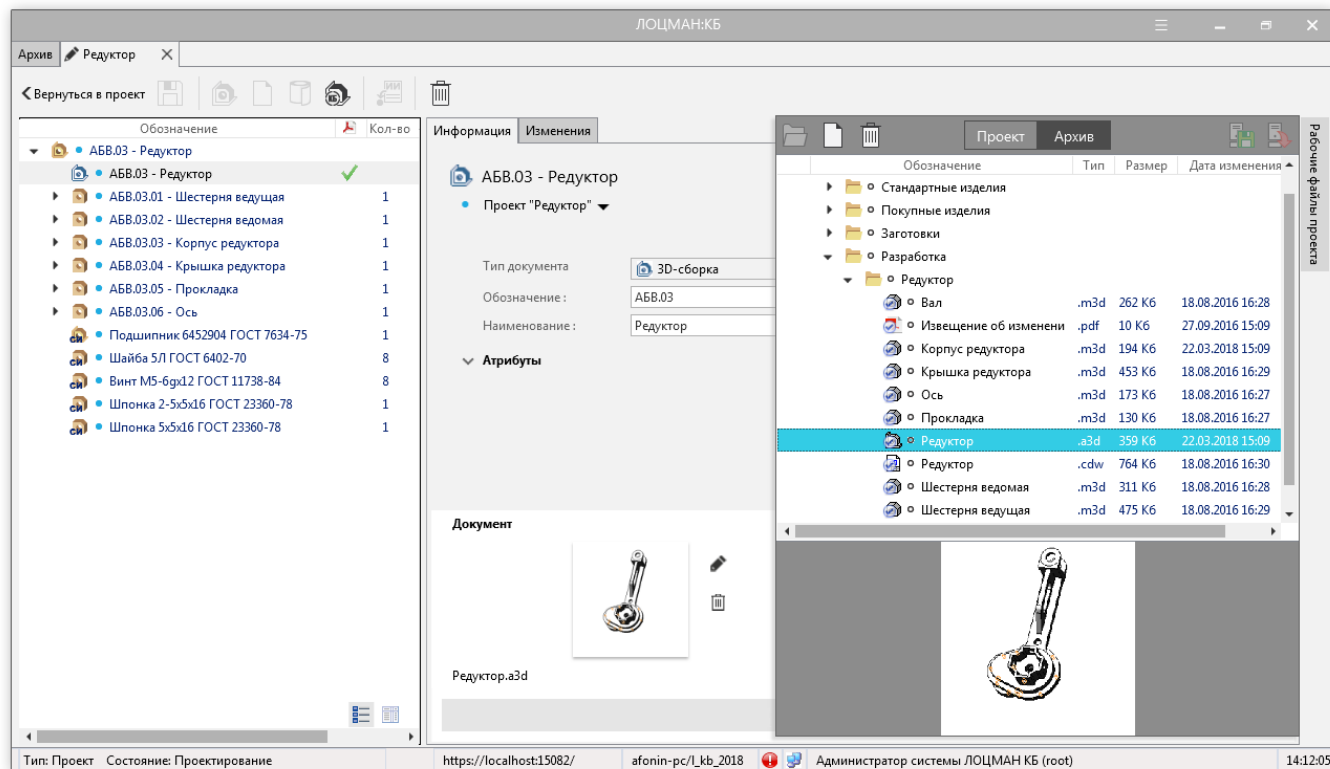 ЛОЦМАН:КБ
Архив Редуктор
Вернуться в проект
Обозначение Кол-во
АБВ.03 - Редуктор
АБВ.03 - Редуктор
АБВ.03.01 - Шестерня ведущая 1
АБВ.03.02 - Шестерня ведомая 1
АБВ.03.03 - Корпус редуктора 1
АБВ.03.04 - Крышка редуктора 1
АБВ.03.05 - Прокладка 1
АБВ.03.06 - Ось 1
СИ Подшипник 6452904 ГОСТ 7634-75 1
СИ Шайба 5Л ГОСТ 6402-70 8
СИ Винт М5-6gx12 ГОСТ 11738-84 8
СИ Шпонка 2-5х5х16 ГОСТ 23360-78 1
СИ Шпонка 5х5х16 ГОСТ 23360-78 1
Информация Изменения
АБВ.03 - Редуктор
Проект "Редуктор"
Тип документа 3D-сборка
Обозначение : АБВ.03
Наименование : Редуктор
Атрибуты
Документ
Редуктор.a3d
Проект Архив
Обозначение Тип Размер Дата изменения
Стандартные изделия
Покупные изделия
Заготовки
Разработка
Редуктор
Вал .m3d 262 Кб 18.08.2016 16:28
Извещение об изменени .pdf 10 Кб 27.09.2016 15:09
Корпус редуктора .m3d 194 Кб 22.03.2018 15:09
Крышка редуктора .m3d 453 Кб 18.08.2016 16:29
Ось .m3d 173 Кб 18.08.2016 16:27
Прокладка .m3d 130 Кб 18.08.2016 16:27
Редуктор .a3d 359 Кб 22.03.2018 15:09
Редуктор .cdw 764 Кб 18.08.2016 16:30
Шестерня ведомая .m3d 311 Кб 18.08.2016 16:28
Шестерня ведущая .m3d 475 Кб 18.08.2016 16:29
Рабочие файлы проекта
Тип: Проект Состояние: Проектирование https://localhost:15082/ afonin-pc/l_kb_2018 Администратор системы ЛОЦМАН КБ (root) 14:12:05